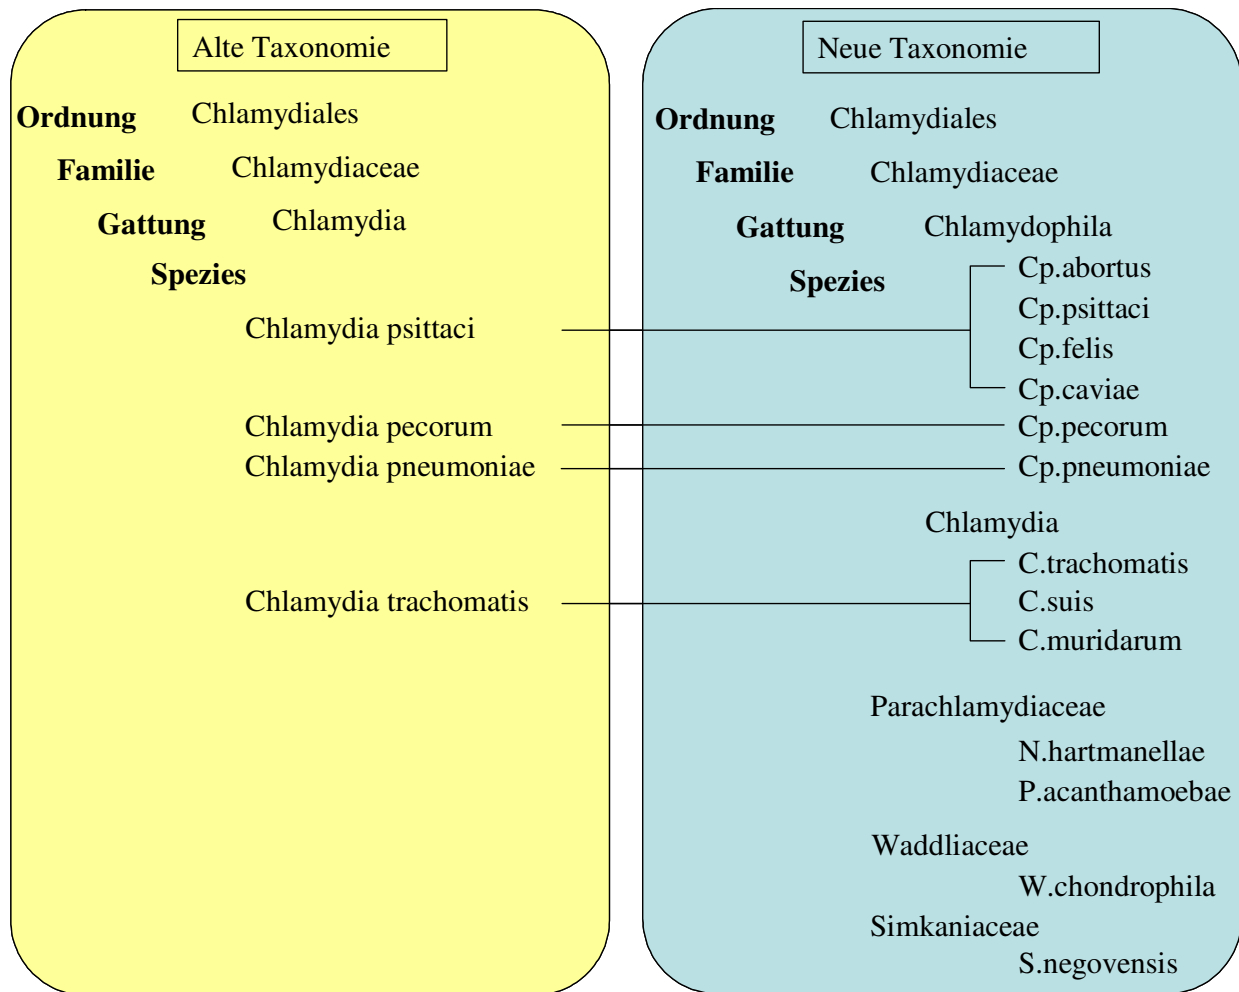 Alte Taxonomie
Ordnung Chlamydiales
Familie Chlamydiaceae
Gattung Chlamydia
Spezies
Chlamydia psittaci
Chlamydia pecorum
Chlamydia pneumoniae
Chlamydia trachomatis
Neue Taxonomie
Ordnung Chlamydiales
Familie Chlamydiaceae
Gattung Chlamydophila
Spezies
Cp.abortus
Cp.psittaci
Cp.felis
Cp.caviae
Cp.pecorum
Cp.pneumoniae
Chlamydia
C.trachomatis
C.suis
C.muridarum
Parachlamydiaceae
N.hartmanellae
P.acanthamoebae
Waddliaceae
W.chondrophila
Simkaniaceae
S.negovensis